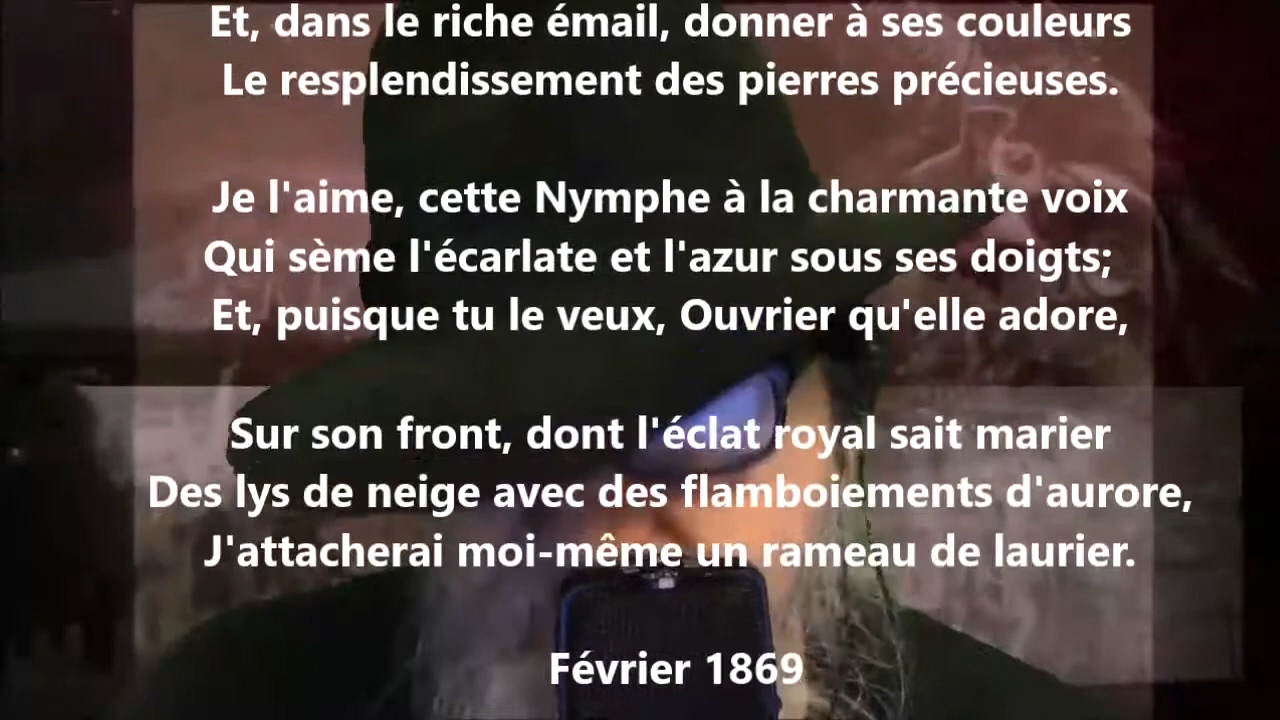 Et, dans le riche émail, donner à ses couleurs
Le resplendissement des pierres précieuses.
Je l'aime, cette Nymphe à la charmante voix
Qui sème l'écarlate et l'azur sous ses doigts;
Et, puisque tu le veux, Ouvrier qu'elle adore,
Sur son front, dont l'éclat royal sait marier
Des lys de neige avec des flamboiements d'aurore,
J'attacherai moi-même un rameau de laurier.
Février 1869